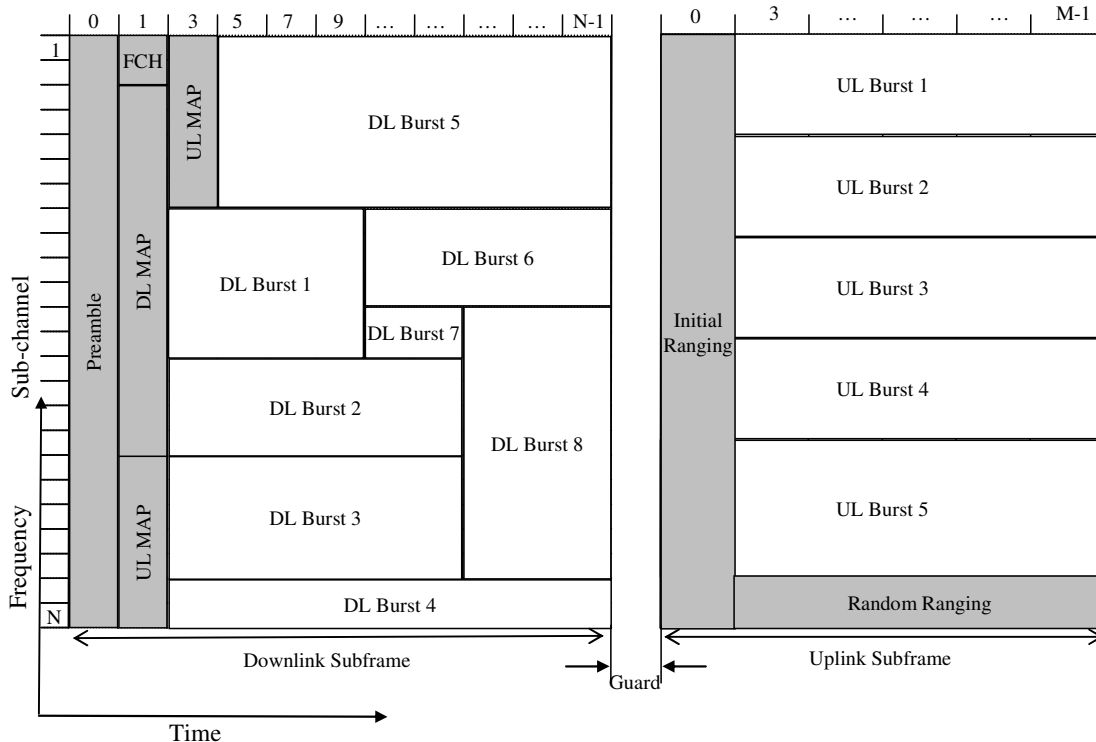 0 1 3 5 7 9 … … … … N-1
0 3 … … … M-1
1
FCH
UL MAP
DL Burst 5
UL Burst 1
UL Burst 2
DL MAP
Preamble
DL Burst 1
DL Burst 6
DL Burst 7
Initial
Ranging
UL Burst 3
Sub-channel
DL Burst 2
DL Burst 8
UL Burst 4
Frequency
UL MAP
DL Burst 3
UL Burst 5
N
DL Burst 4
Random Ranging
Downlink Subframe
Uplink Subframe
Guard
Time